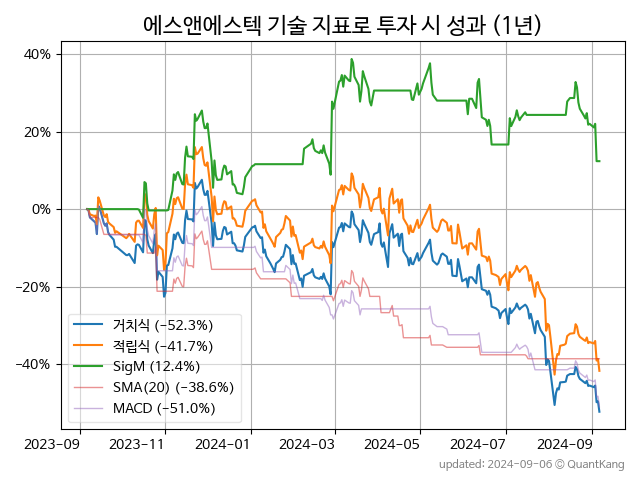 에스앤에스텍 기술 지표로 투자 시 성과 (1년)
40%
20%
0%
−20%
−40%
거치식 (−52.3%)
적립식 (−41.7%)
SigM (12.4%)
SMA(20) (−38.6%)
MACD (−51.0%)
2023−09 2023−11 2024−01 2024−03 2024−05 2024−07 2024−09
updated: 2024−09−06 © QuantKang